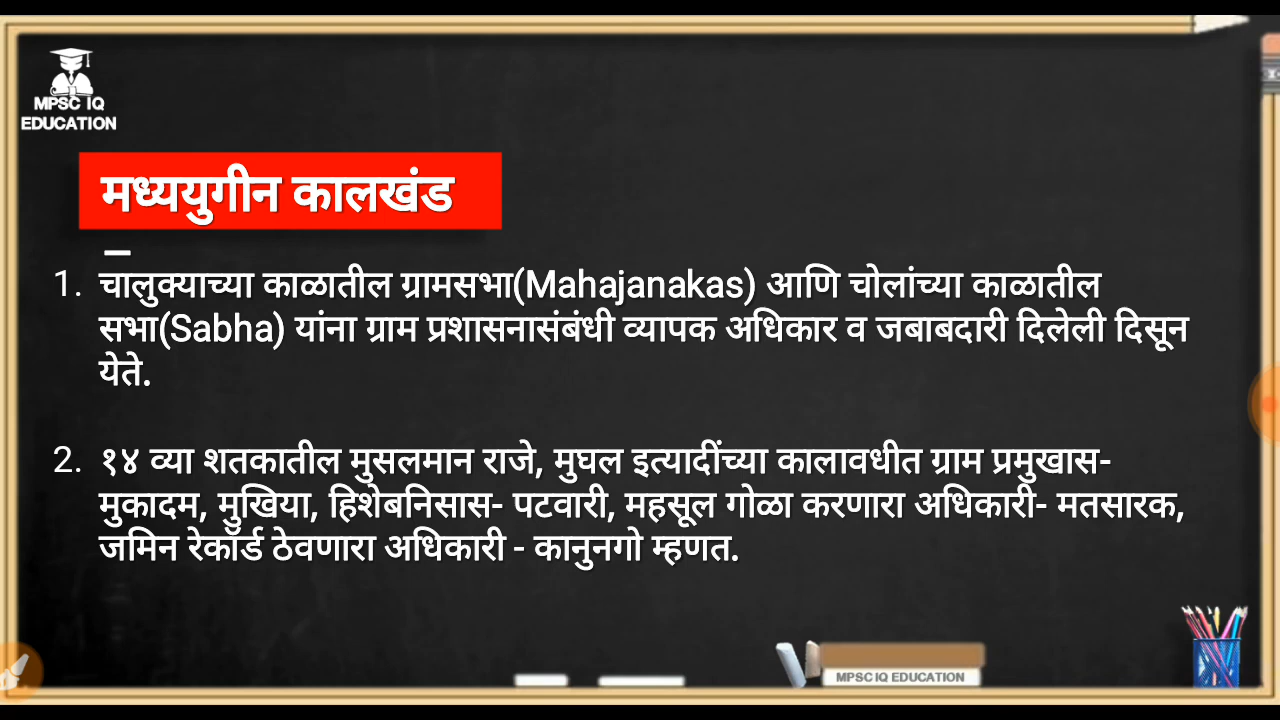 MPSC IQ
EDUCATION
मध्ययुगीन कालखंड
1. चालुक्याच्या काळातील ग्रामसभा(Mahajanakas) आणि चोलांच्या काळातील
सभा(Sabha) यांना ग्राम प्रशासनासंबंधी व्यापक अधिकार व जबाबदारी दिलेली दिसून
येते.
2. १४ व्या शतकातील मुसलमान राजे, मुघल इत्यादींच्या कालावधीत ग्राम प्रमुखास-
मुकादम, मुखिया, हिशेबनिसास- पटवारी, महसूल गोळा करणारा अधिकारी- मतसारक,
जमिन रेकॉर्ड ठेवणारा अधिकारी - कानुनगो म्हणत.
MPSC IQ EDUCATION